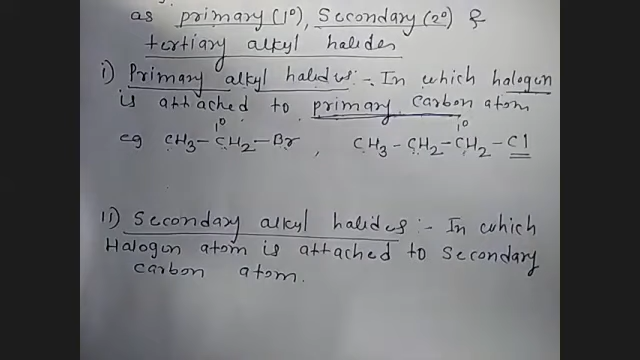 as primary (1°), Secondary (2°) &
tertiary alkyl halides
i) Primary alkyl halides :- In which halogen
is attached to primary carbon atom
1° 1°
eg CH3-CH2-Br, CH3-CH2-CH2-Cl
ii) Secondary alkyl halides :- In which
Halogen atom is attached to Secondary
carbon atom.